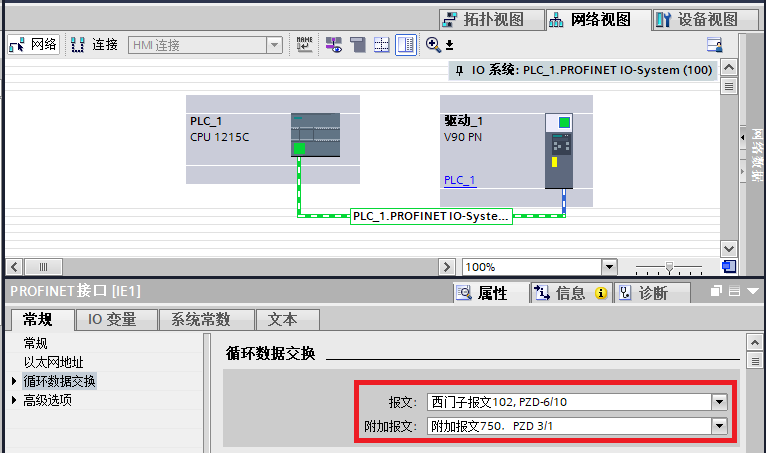 拓扑视图 网络视图 设备视图
网络 连接 HMI 连接
IO 系统: PLC_1.PROFINET IO-System (100)
PLC_1
CPU 1215C
驱动_1
V90 PN
PLC_1
PLC_1.PROFINET IO-Syste...
网络数据
100%
PROFINET接口 [IE1]
属性 信息 诊断
常规 IO 变量 系统常数 文本
常规
以太网地址
循环数据交换
高级选项
循环数据交换
报文: 西门子报文102, PZD-6/10
附加报文: 附加报文750, PZD 3/1